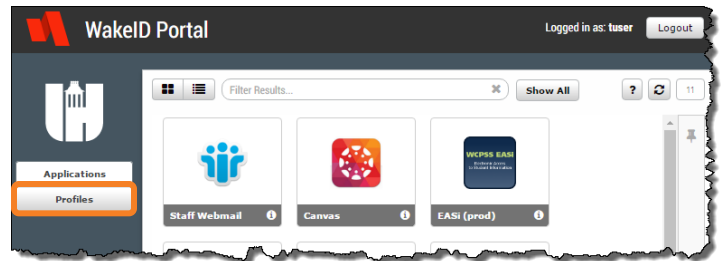 WakeID Portal
Logged in as: tuser
Logout
Filter Results...
Show All
?
11
Applications
Profiles
WCPSS EASI
Staff Webmail
Canvas
EASi (prod)